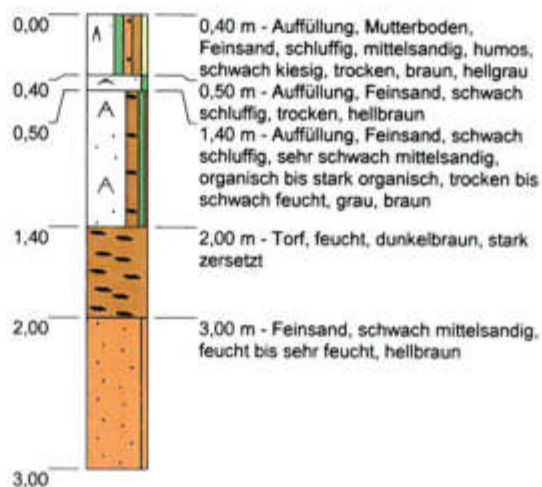 0,00
0,40 m - Auffüllung, Mutterboden,
Feinsand, schluffig, mittelsandig, humos,
schwach kiesig, trocken, braun, hellgrau
0,40
0,50 m - Auffüllung, Feinsand, schwach
schluffig, trocken, hellbraun
0,50
1,40 m - Auffüllung, Feinsand, schwach
schluffig, sehr schwach mittelsandig,
organisch bis stark organisch, trocken bis
schwach feucht, grau, braun
1,40
2,00 m - Torf, feucht, dunkelbraun, stark
zersetzt
2,00
3,00 m - Feinsand, schwach mittelsandig,
feucht bis sehr feucht, hellbraun
3,00